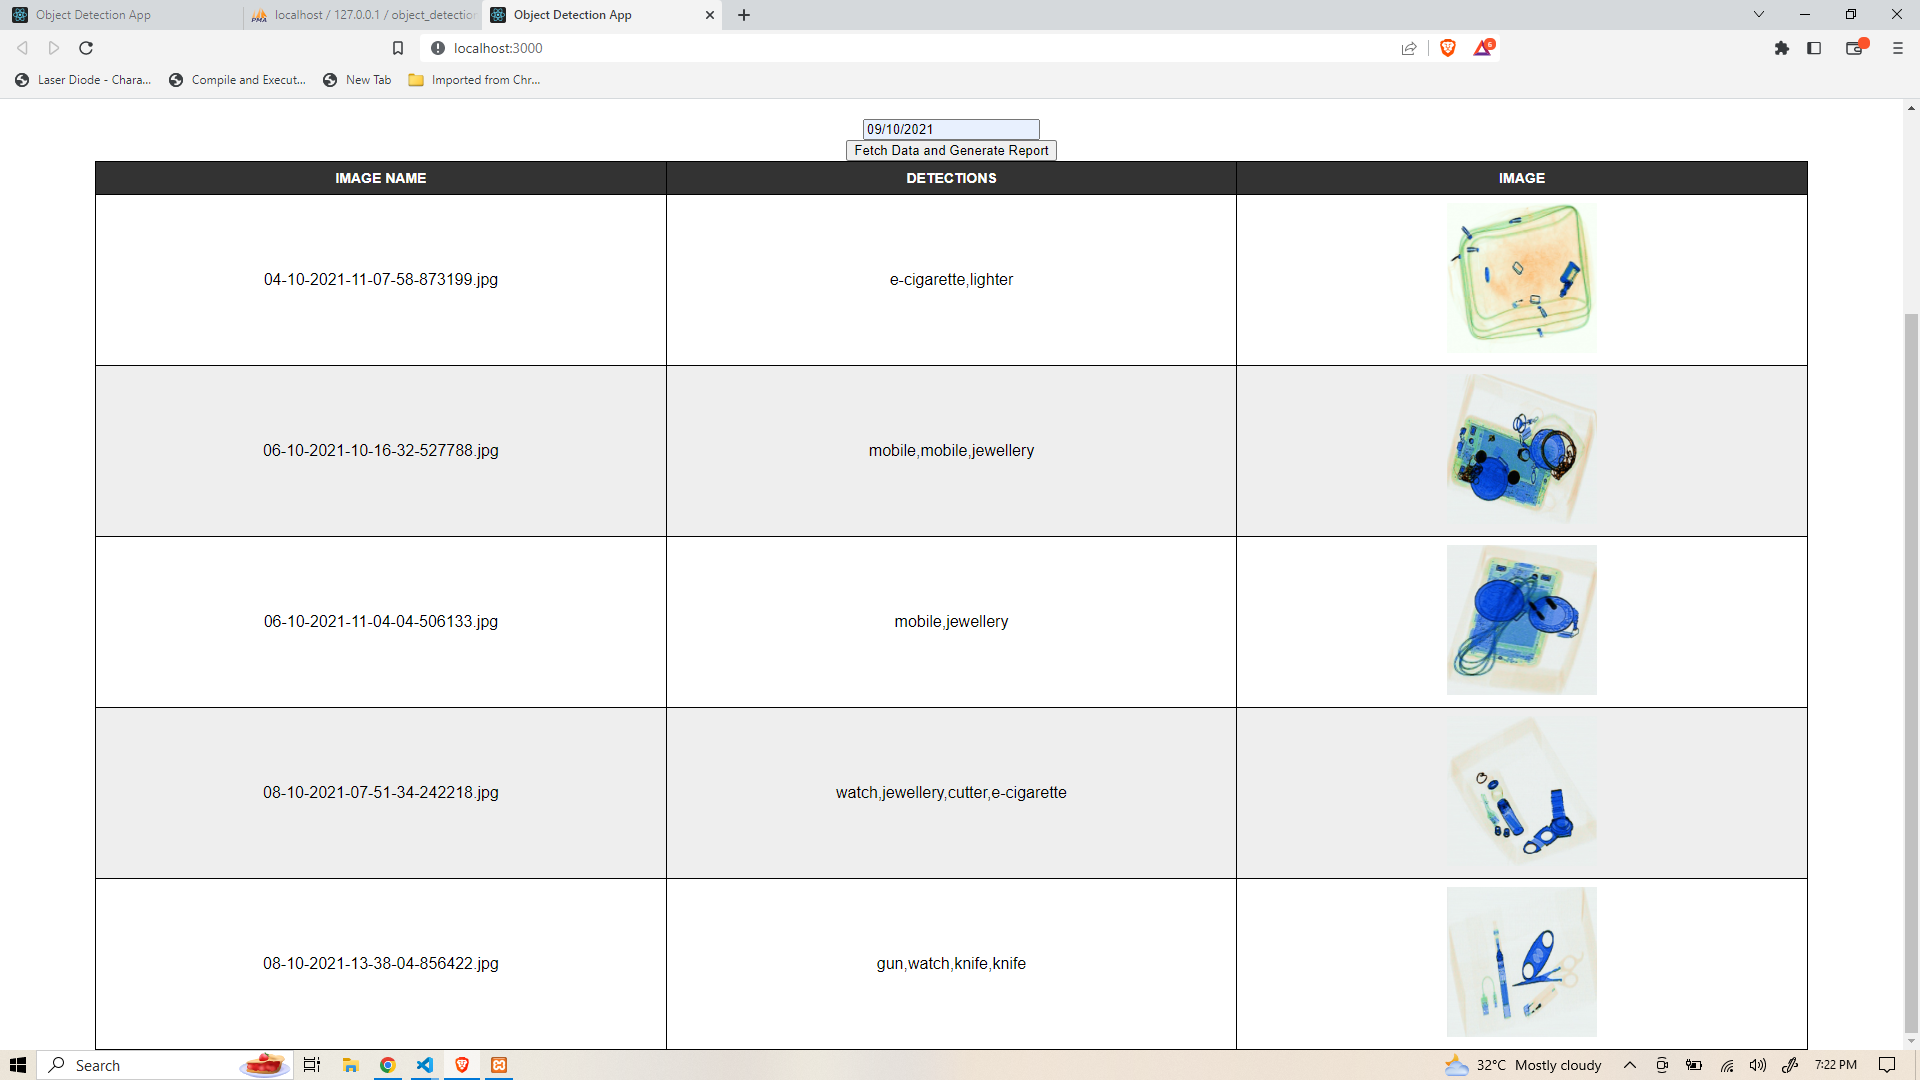 Object Detection App
localhost / 127.0.0.1 / object_detection
Object Detection App
localhost:3000
6
Laser Diode - Chara...
Compile and Execut...
New Tab
Imported from Chr...
09/10/2021
Fetch Data and Generate Report
IMAGE NAME DETECTIONS IMAGE
04-10-2021-11-07-58-873199.jpg e-cigarette,lighter
06-10-2021-10-16-32-527788.jpg mobile,mobile,jewellery
06-10-2021-11-04-04-506133.jpg mobile,jewellery
08-10-2021-07-51-34-242218.jpg watch,jewellery,cutter,e-cigarette
08-10-2021-13-38-04-856422.jpg gun,watch,knife,knife
Search
32°C Mostly cloudy
7:22 PM